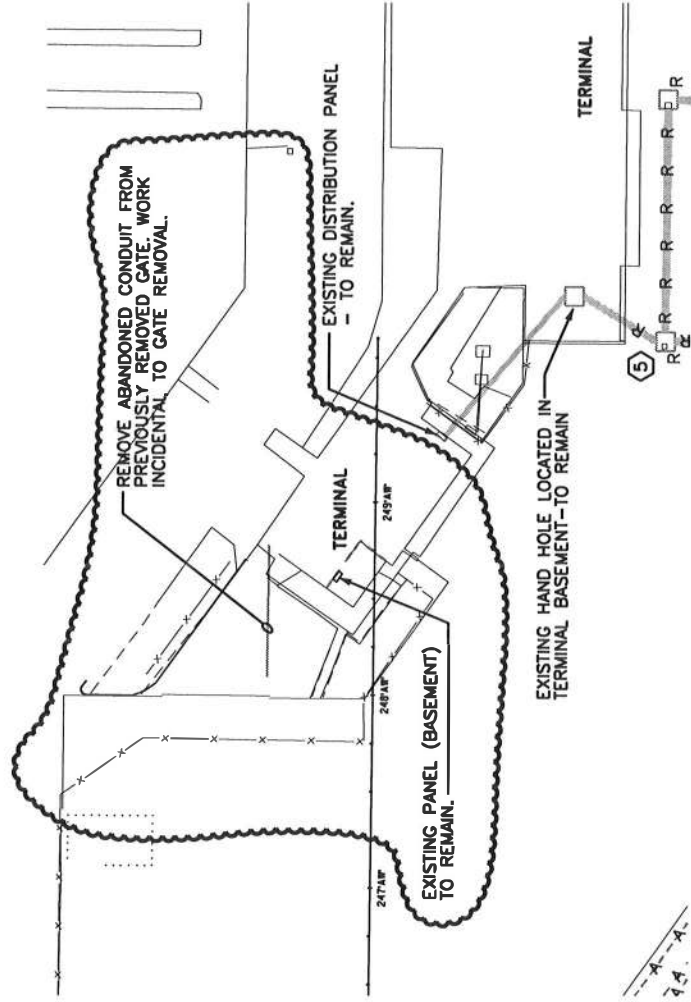 REMOVE ABANDONED CONDUIT FROM
PREVIOUSLY REMOVED GATE. WORK
INCIDENTAL TO GATE REMOVAL.
EXISTING DISTRIBUTION PANEL
- TO REMAIN.
TERMINAL
TERMINAL
EXISTING PANEL (BASEMENT)
TO REMAIN.
EXISTING HAND HOLE LOCATED IN
TERMINAL BASEMENT-TO REMAIN
5
R
R
R
R
R
R
R
R
R